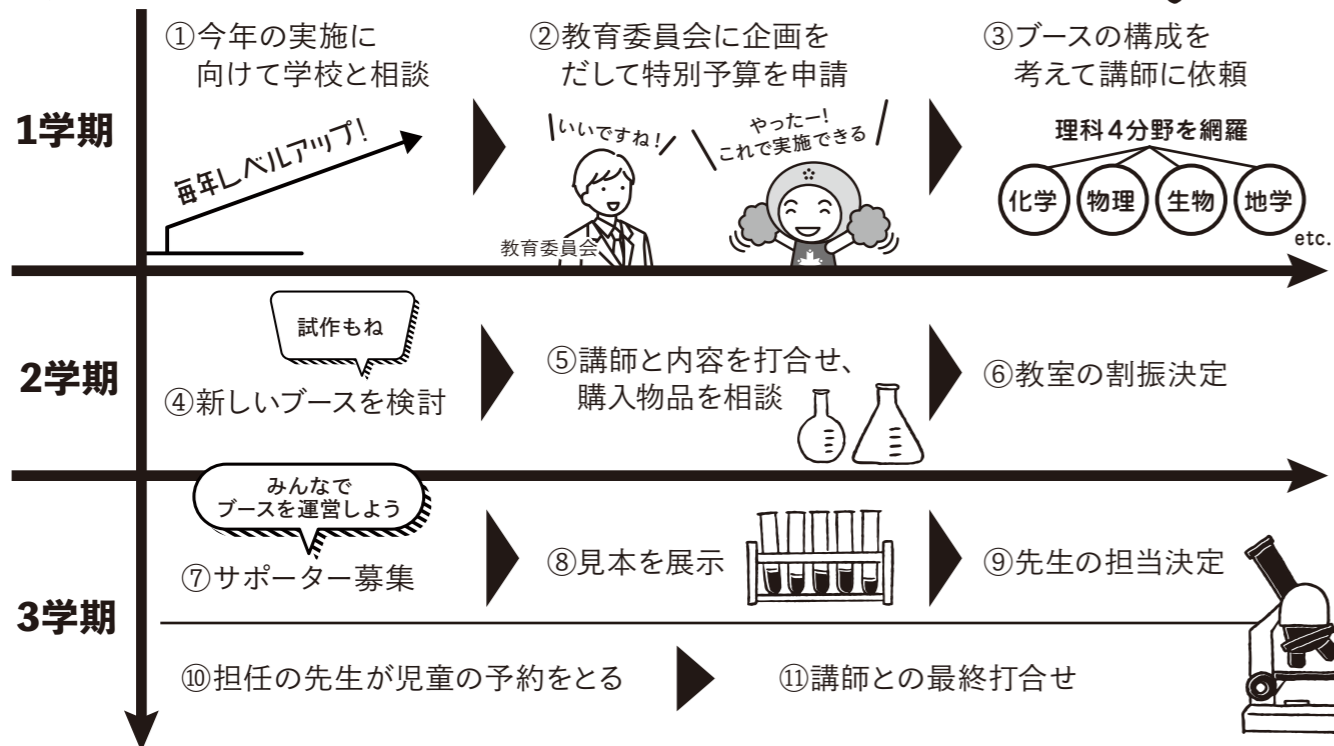 1学期
①今年の実施に
向けて学校と相談
毎年レベルアップ!
②教育委員会に企画を
だして特別予算を申請
いいですね!
やったー!
これで実施できる
教育委員会
③ブースの構成を
考えて講師に依頼
理科4分野を網羅
化学 物理 生物 地学
etc.
2学期
試作もね
④新しいブースを検討
⑤講師と内容を打合せ、
購入物品を相談
⑥教室の割振決定
3学期
みんなで
ブースを運営しよう
⑦サポーター募集
⑧見本を展示
⑨先生の担当決定
⑩担任の先生が児童の予約をとる
⑪講師との最終打合せ